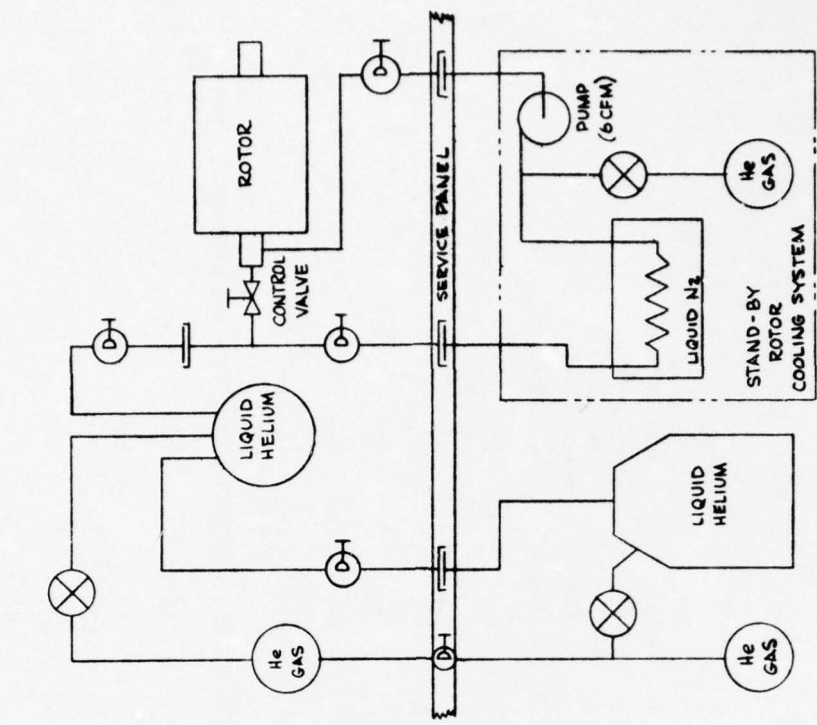 ROTOR
CONTROL
VALVE
D
D
D
D
D
SERVICE PANEL
PUMP
(6CFM)
He
GAS
LIQUID N2
STAND-BY
ROTOR
COOLING SYSTEM
LIQUID
HELIUM
LIQUID
HELIUM
He
GAS
He
GAS